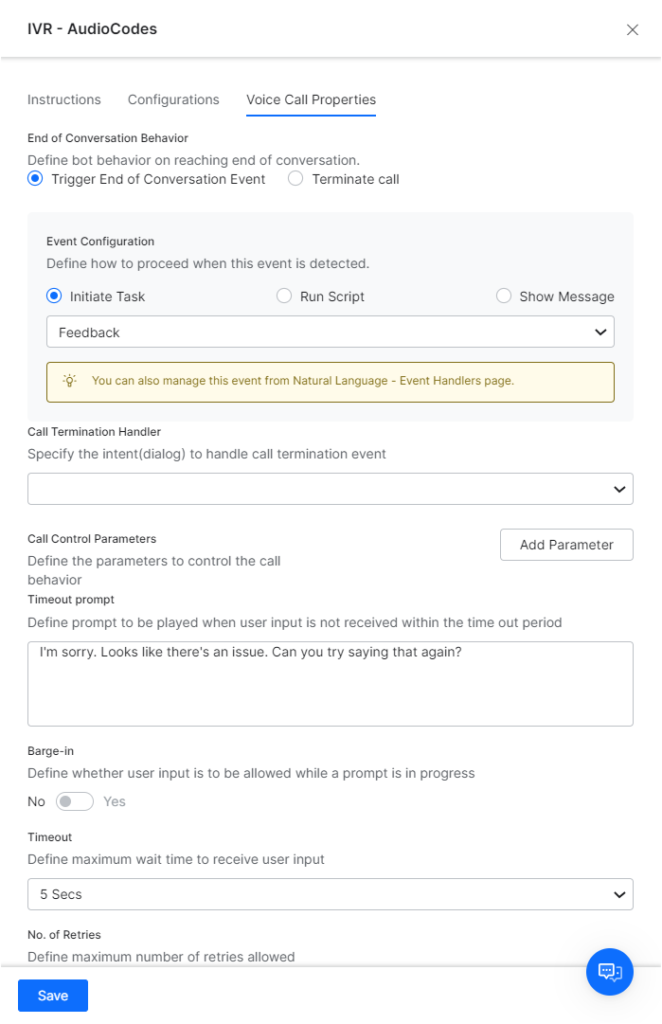 IVR - AudioCodes
Instructions Configurations Voice Call Properties
End of Conversation Behavior
Define bot behavior on reaching end of conversation.
Trigger End of Conversation Event Terminate call
Event Configuration
Define how to proceed when this event is detected.
Initiate Task Run Script Show Message
Feedback
You can also manage this event from Natural Language - Event Handlers page.
Call Termination Handler
Specify the intent(dialog) to handle call termination event
Call Control Parameters
Add Parameter
Define the parameters to control the call
behavior
Timeout prompt
Define prompt to be played when user input is not received within the time out period
I'm sorry. Looks like there's an issue. Can you try saying that again?
Barge-in
Define whether user input is to be allowed while a prompt is in progress
No Yes
Timeout
Define maximum wait time to receive user input
5 Secs
No. of Retries
Define maximum number of retries allowed
Save